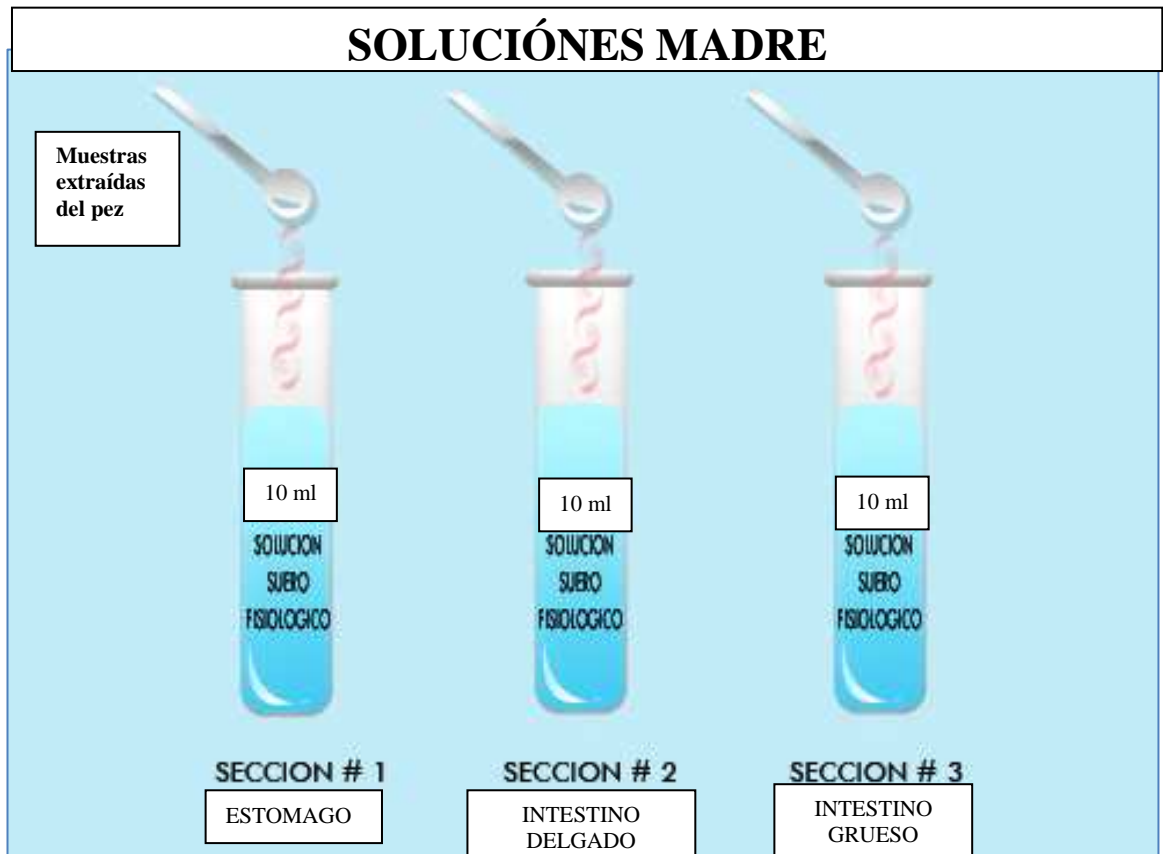 SOLUCIÓNES MADRE
Muestras
extraídas
del pez
10 ml
SOLUCION
SUERO
FISIOLOGICO
10 ml
SOLUCION
SUERO
FISIOLOGICO
10 ml
SOLUCION
SUERO
FISIOLOGICO
SECCION # 1
ESTOMAGO
SECCION # 2
INTESTINO
DELGADO
SECCION # 3
INTESTINO
GRUESO